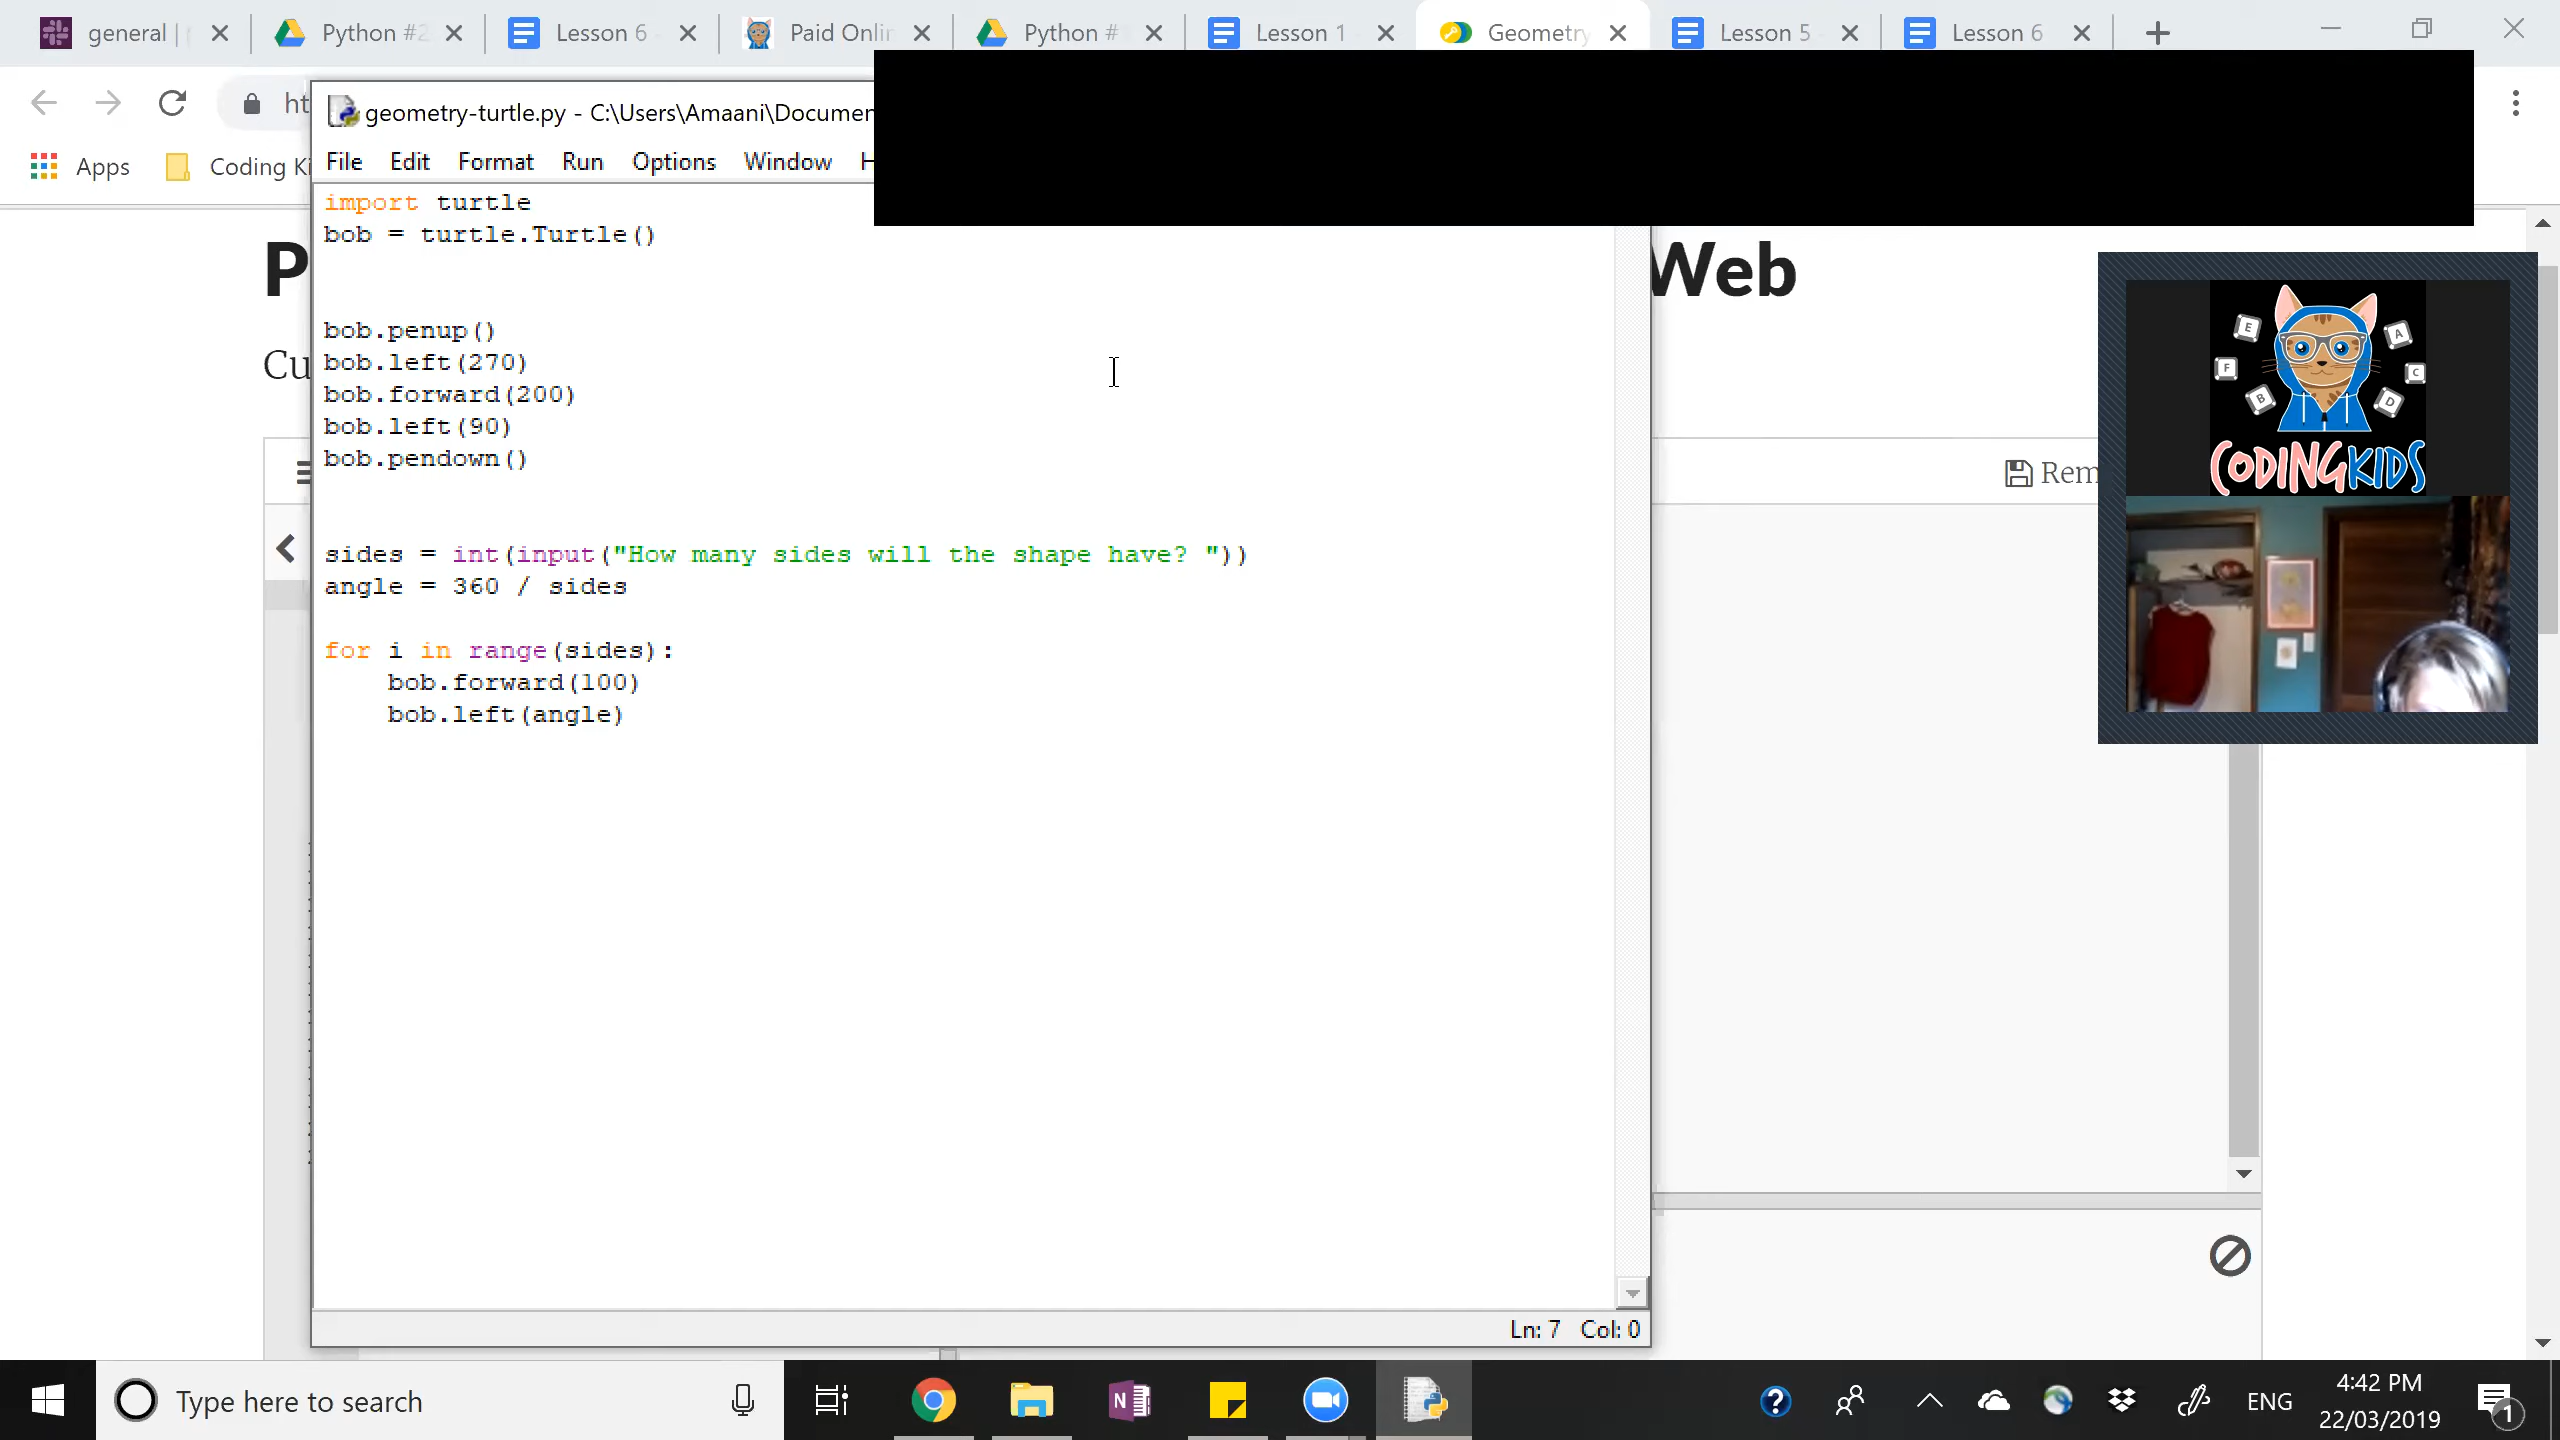 general |
Python #2
Lesson 6 -
Paid Onlin
Python #
Lesson 1 -
Geometry
Lesson 5 -
Lesson 6
geometry-turtle.py - C:\Users\Amaani\Documen
Apps
Coding Ki
File Edit Format Run Options Window H
import turtle
bob = turtle.Turtle()
bob.penup()
bob.left(270)
bob.forward(200)
bob.left(90)
bob.pendown()
sides = int(input("How many sides will the shape have? "))
angle = 360 / sides
for i in range(sides):
bob.forward(100)
bob.left(angle)
Ln: 7 Col: 0
P
Web
Cu
Rem
E A
F C
B D
CODINGKIDS
Type here to search
ENG
4:42 PM
22/03/2019
1